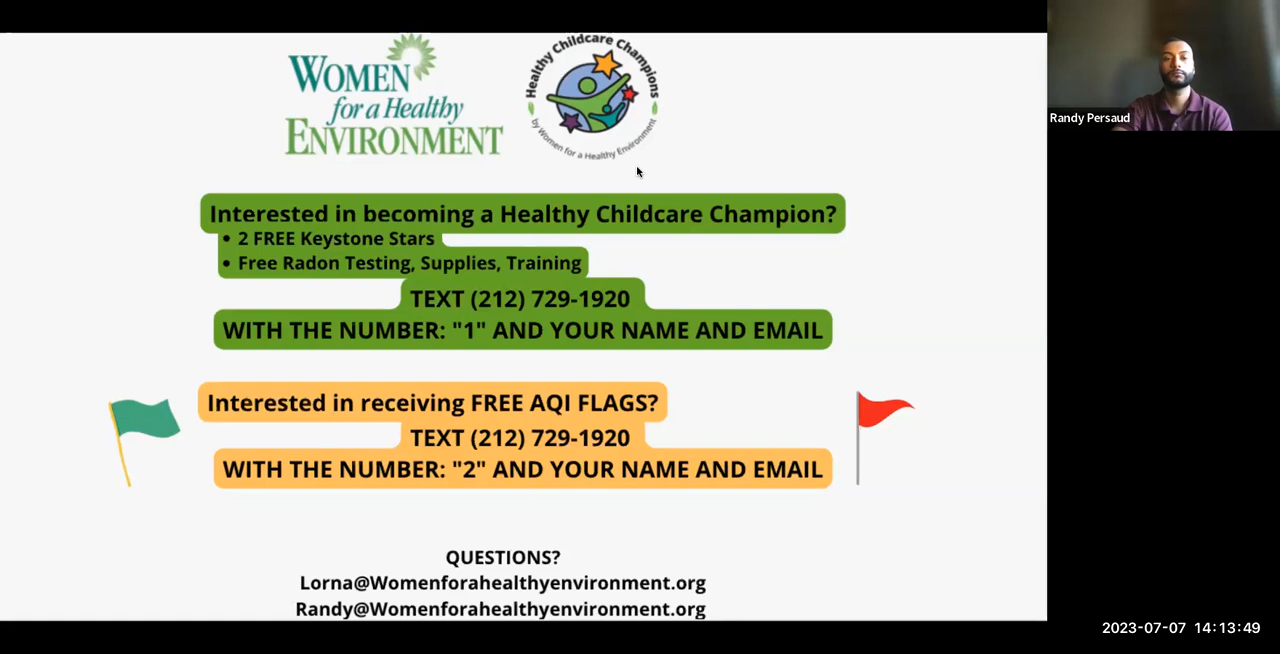 WOMEN
for a Healthy
ENVIRONMENT
Healthy Childcare Champions
by Women for a Healthy Environment
Randy Persaud
Interested in becoming a Healthy Childcare Champion?
• 2 FREE Keystone Stars
• Free Radon Testing, Supplies, Training
TEXT (212) 729-1920
WITH THE NUMBER: "1" AND YOUR NAME AND EMAIL
Interested in receiving FREE AQI FLAGS?
TEXT (212) 729-1920
WITH THE NUMBER: "2" AND YOUR NAME AND EMAIL
QUESTIONS?
Lorna@Womenforahealthyenvironment.org
Randy@Womenforahealthyenvironment.org
2023-07-07 14:13:49